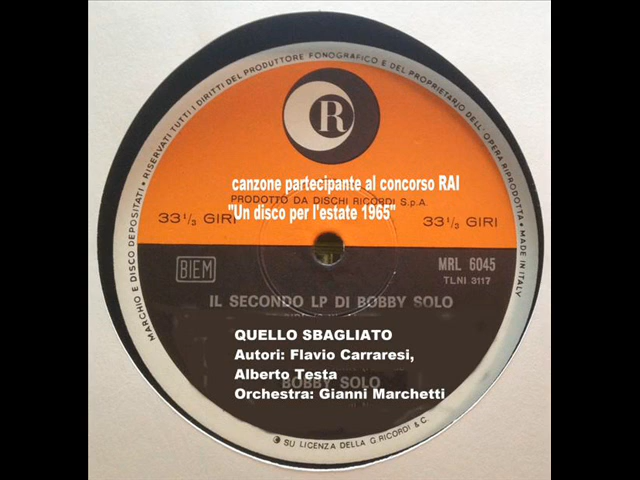 MARCHIO E DISCO DEPOSITATI • RISERVATI TUTTI I DIRITTI DEL PRODUTTORE FONOGRAFICO E DEL PROPRIETARIO DELL'OPERA RIPRODOTTA • MADE IN ITALY
R
canzone partecipante al concorso RAI
PRODOTTO DA DISCHI RICORDI S.p.A.
"Un disco per l'estate 1965"
33 1/3 GIRI
33 1/3 GIRI
BIEM
MRL 6045
TLNI 3117
IL SECONDO LP DI BOBBY SOLO
QUELLO SBAGLIATO
Autori: Flavio Carraresi,
Alberto Testa
BOBBY SOLO
Orchestra: Gianni Marchetti
SU LICENZA DELLA G. RICORDI & C.